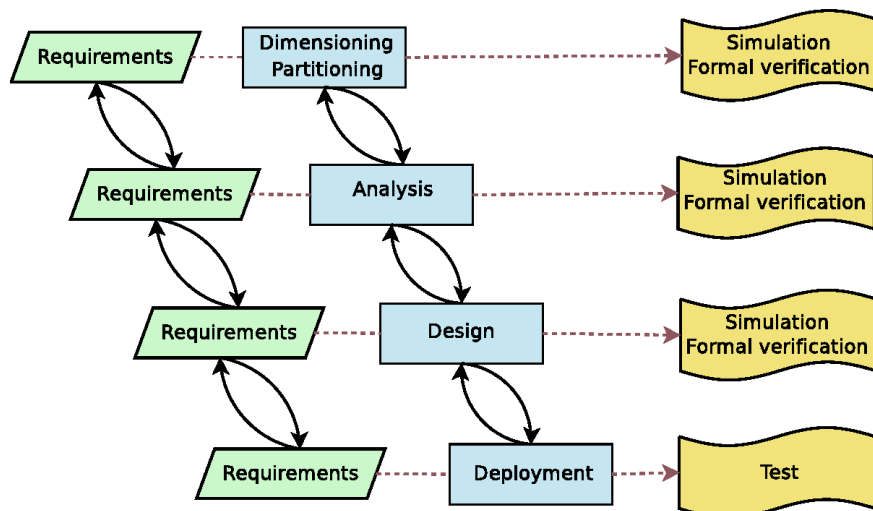 Requirements
Dimensioning
Partitioning
Simulation
Formal verification
Requirements
Analysis
Simulation
Formal verification
Requirements
Design
Simulation
Formal verification
Requirements
Deployment
Test